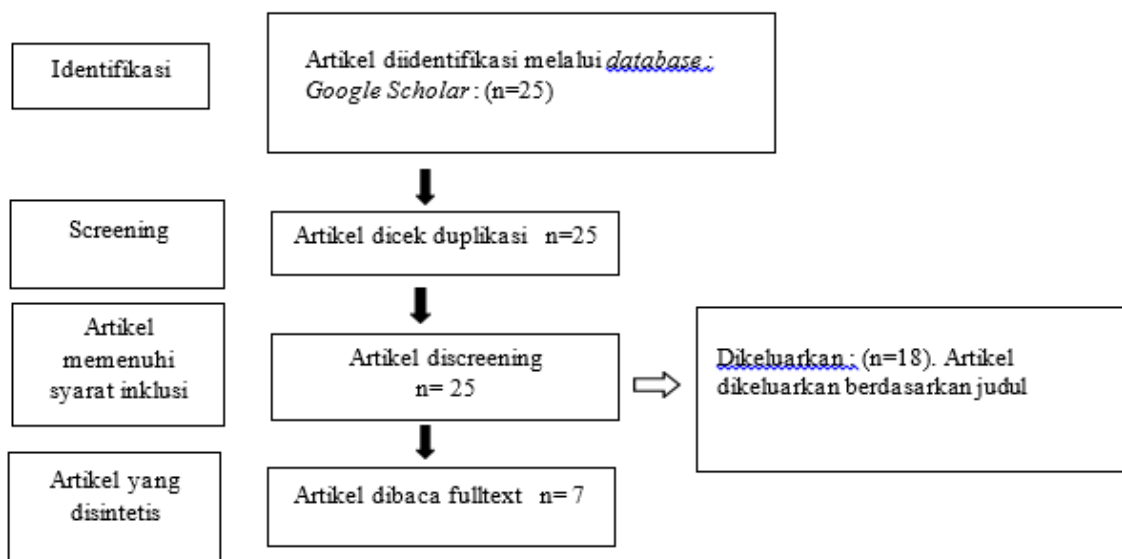 Identifikasi
Artikel diidentifikasi melalui database :
Google Scholar : (n=25)
Screening
Artikel dicek duplikasi n=25
Artikel
memenuhi
syarat inklusi
Artikel discreening
n= 25
Dikeluarkan : (n=18). Artikel
dikeluarkan berdasarkan judul
Artikel yang
disintetis
Artikel dibaca fulltext n= 7